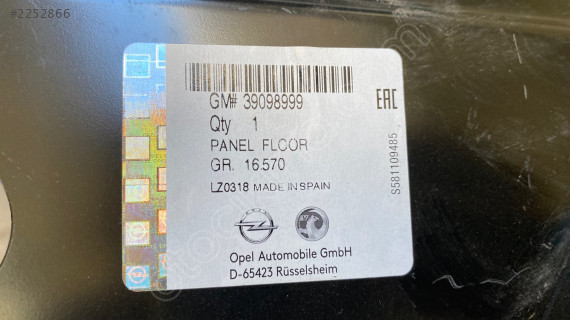 #2252866
GM# 39098999
Qty 1
PANEL FLOOR
GR. 16.570
LZ0318 MADE IN SPAIN
Opel Automobile GmbH
D-65423 Rüsselsheim
EAC
S581109485